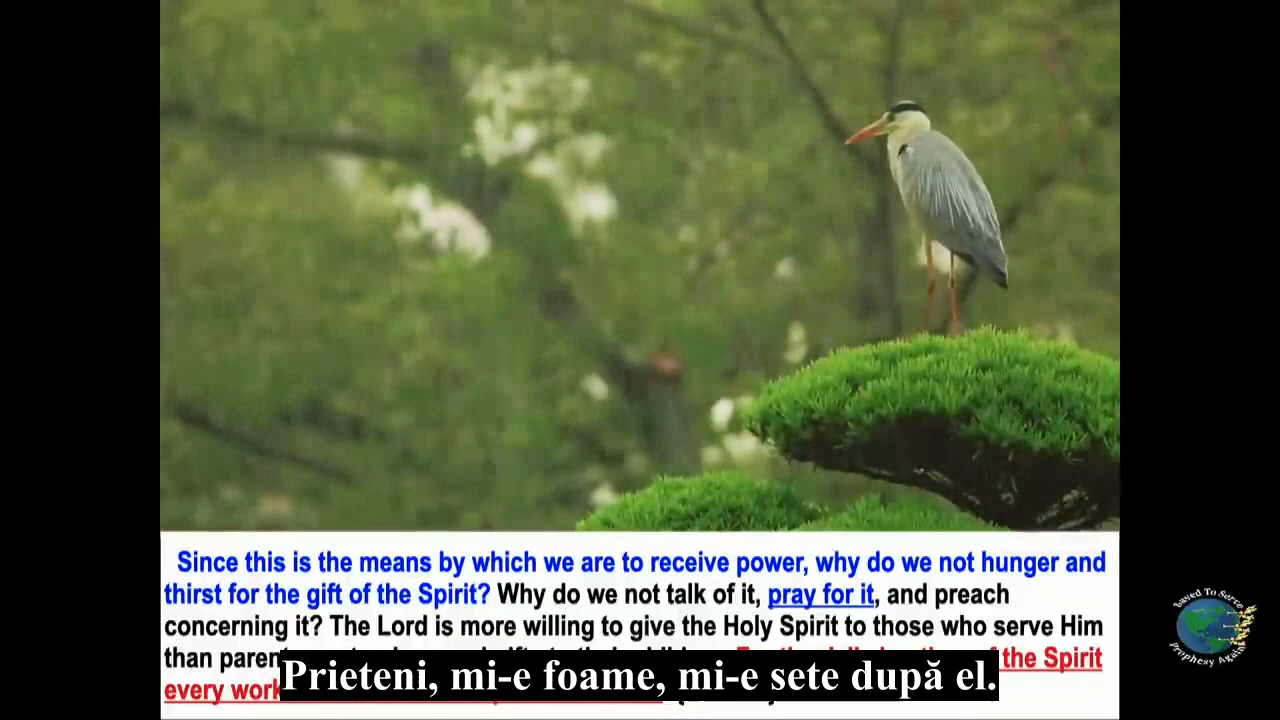 Since this is the means by which we are to receive power, why do we not hunger and
thirst for the gift of the Spirit? Why do we not talk of it, pray for it, and preach
concerning it? The Lord is more willing to give the Holy Spirit to those who serve Him
than the Spirit
every
Prieteni, mi-e foame, mi-e sete după el.
Saved To Serve
Prophesy Again